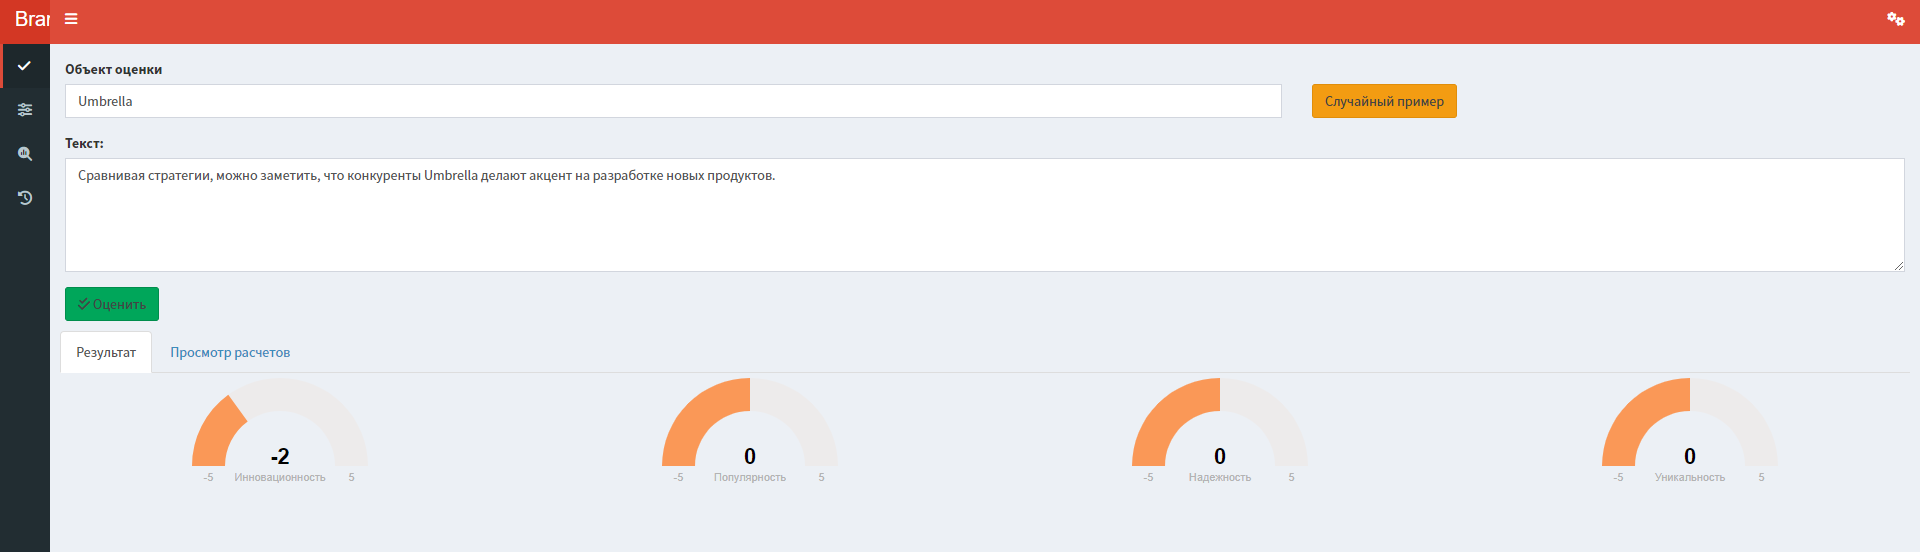 Bran
Объект оценки
Umbrella
Случайный пример
Текст:
Сравнивая стратегии, можно заметить, что конкуренты Umbrella делают акцент на разработке новых продуктов.
Оценить
Результат Просмотр расчетов
-2 0 0 0
-5 Инновационность 5 -5 Популярность 5 -5 Надежность 5 -5 Уникальность 5